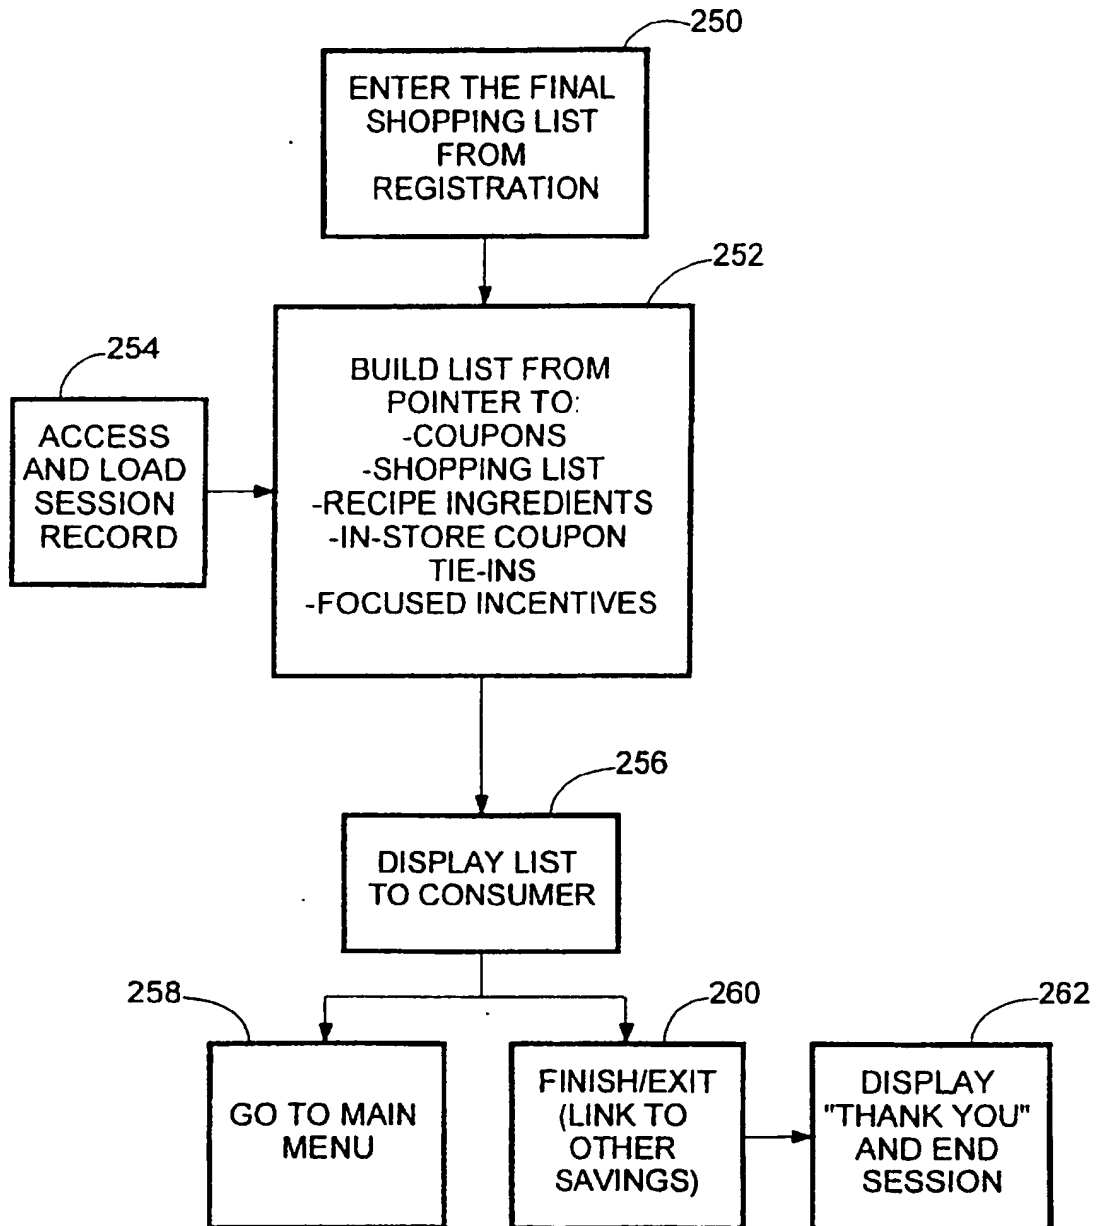 250
ENTER THE FINAL
SHOPPING LIST
FROM
REGISTRATION
252
BUILD LIST FROM
POINTER TO:
-COUPONS
-SHOPPING LIST
-RECIPE INGREDIENTS
-IN-STORE COUPON
TIE-INS
-FOCUSED INCENTIVES
254
ACCESS
AND LOAD
SESSION
RECORD
256
DISPLAY LIST
TO CONSUMER
258
GO TO MAIN
MENU
260
FINISH/EXIT
(LINK TO
OTHER
SAVINGS)
262
DISPLAY
"THANK YOU"
AND END
SESSION